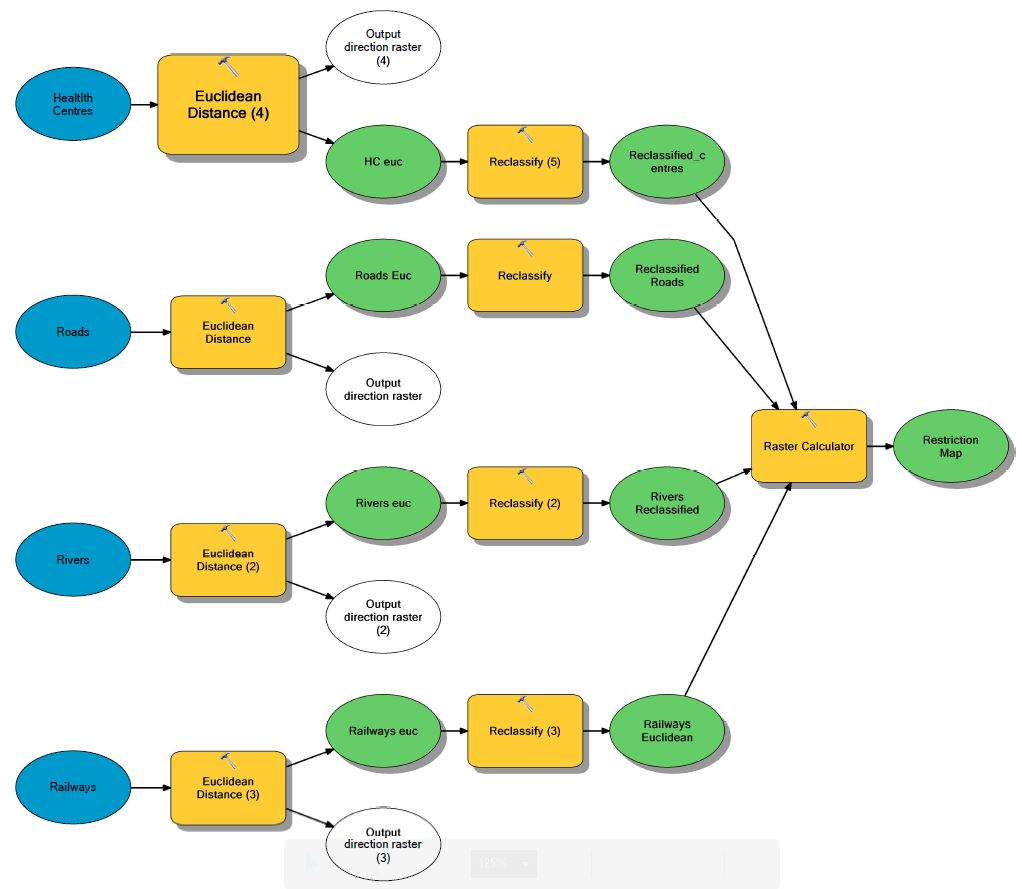 Output
direction raster
(4)
Healtlth
Centres
Euclidean
Distance (4)
HC euc
Reclassify (5)
Reclassified_c
entres
Roads Euc
Reclassify
Reclassified
Roads
Roads
Euclidean
Distance
Output
direction raster
Raster Calculator
Restriction
Map
Rivers euc
Reclassify (2)
Rivers
Reclassified
Rivers
Euclidean
Distance (2)
Output
direction raster
(2)
Railways euc
Reclassify (3)
Railways
Euclidean
Railways
Euclidean
Distance (3)
Output
direction raster
(3)
125%